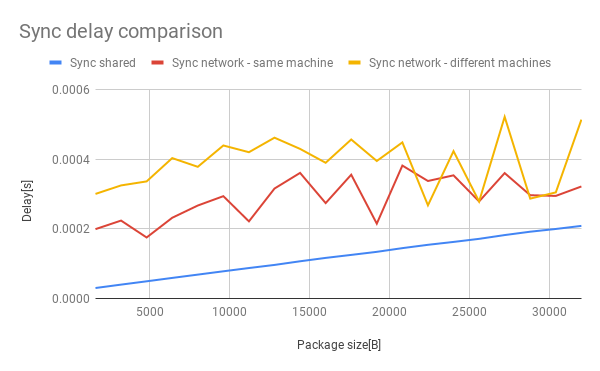 Sync delay comparison
Sync shared Sync network - same machine Sync network - different machines
0.0006
0.0004
0.0002
0.0000
Delay[s]
5000 10000 15000 20000 25000 30000
Package size[B]